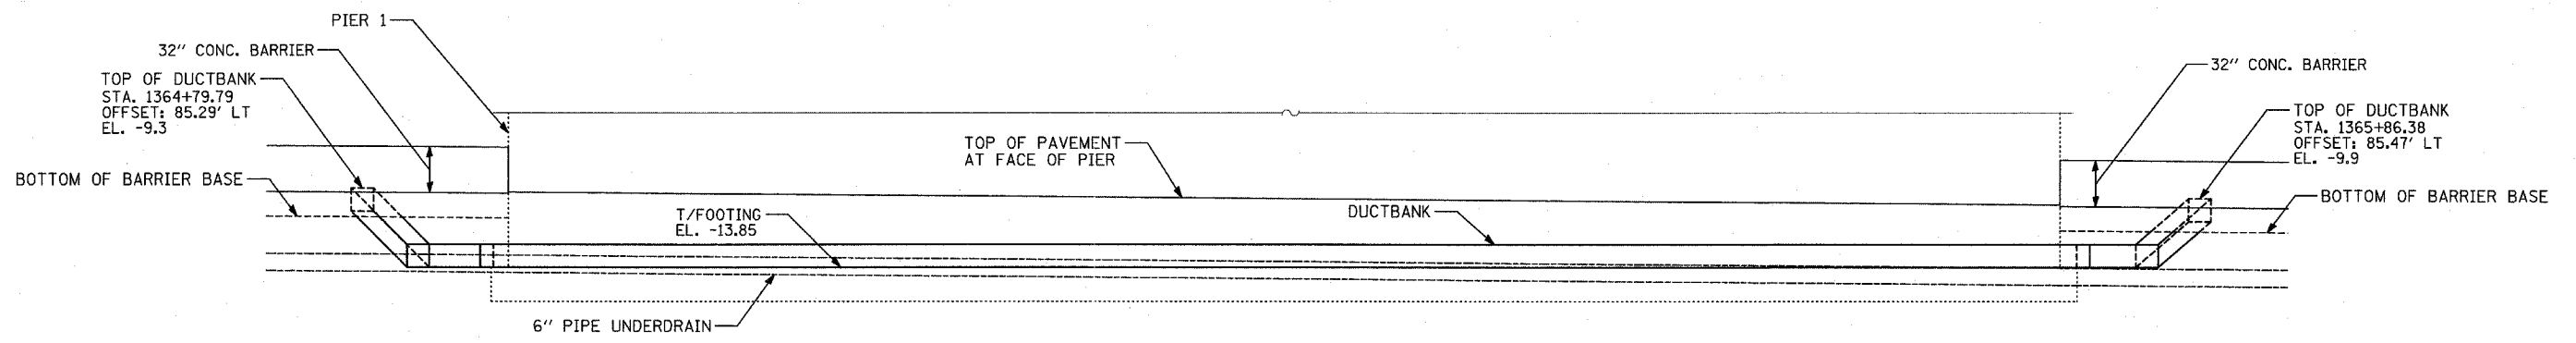 PIER 1
32" CONC. BARRIER
TOP OF DUCTBANK
STA. 1364+79.79
OFFSET: 85.29' LT
EL. -9.3
BOTTOM OF BARRIER BASE
TOP OF PAVEMENT
AT FACE OF PIER
T/FOOTING
EL. -13.85
DUCTBANK
6" PIPE UNDERDRAIN
32" CONC. BARRIER
TOP OF DUCTBANK
STA. 1365+86.38
OFFSET: 85.47' LT
EL. -9.9
BOTTOM OF BARRIER BASE